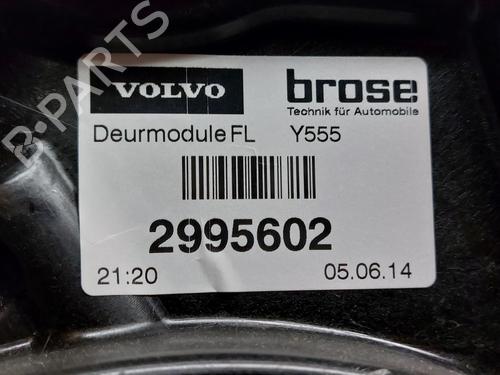 VOLVO
brose
Technik für Automobile
Deurmodule FL Y555
2995602
21:20 05.06.14
B-PARTS